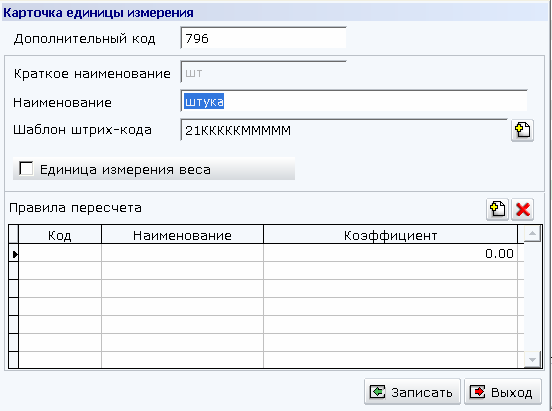 Карточка единицы измерения
Дополнительный код 796
Краткое наименование шт
Наименование штука
Шаблон штрих-кода 21КККККМММММ
Единица измерения веса
Правила пересчета
Код Наименование Коэффициент
0.00
Записать Выход